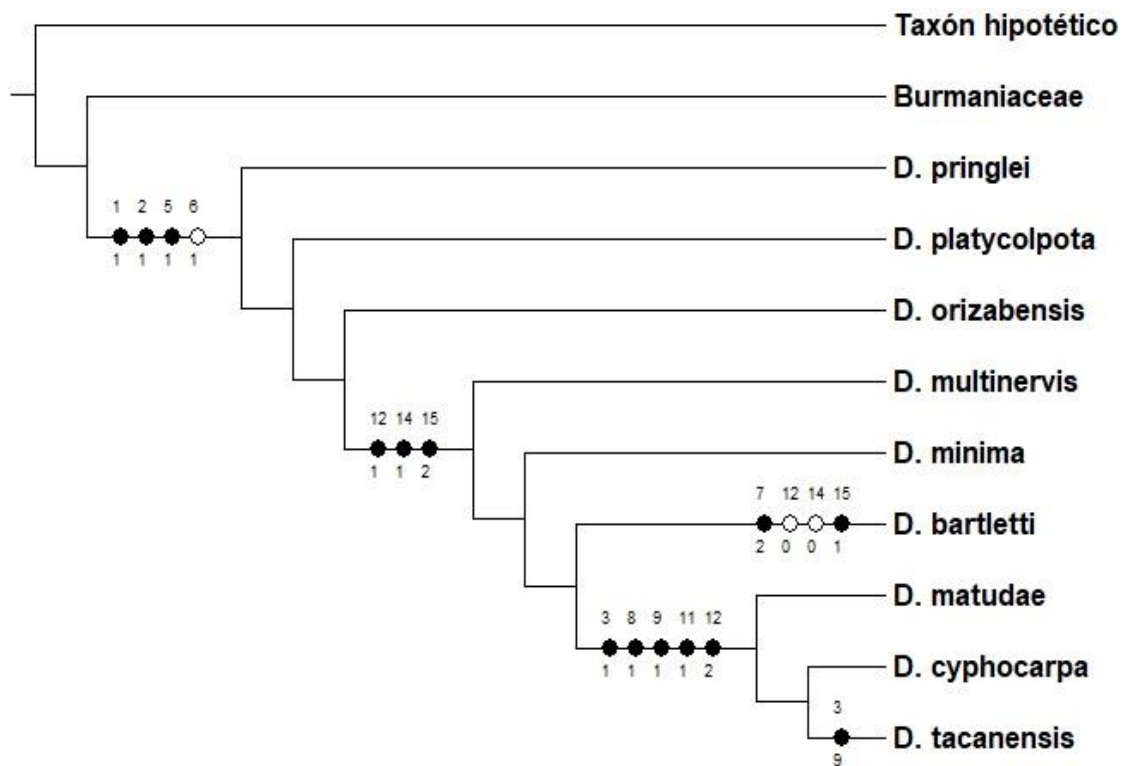 Taxón hipotético
Burmaniaceae
D. pringlei
1 2 5 6
1 1 1 1
D. platycolpota
D. orizabensis
D. multinervis
12 14 15
1 1 2
D. minima
7 12 14 15
D. bartletti
2 0 0 1
D. matudae
3 8 9 11 12
1 1 1 1 2
D. cyphocarpa
3
D. tacanensis
9